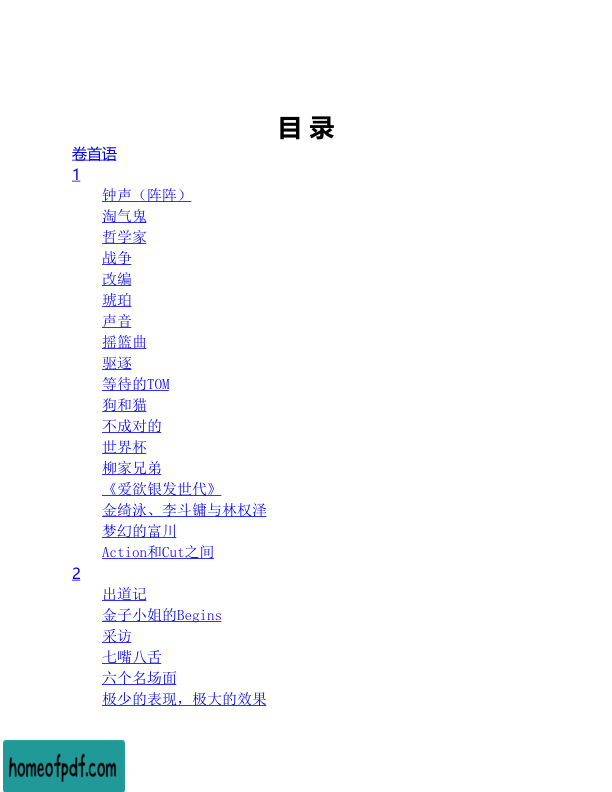 目 录
卷首语
1
钟声（阵阵）
淘气鬼
哲学家
战争
改编
琥珀
声音
摇篮曲
驱逐
等待的TOM
狗和猫
不成对的
世界杯
柳家兄弟
《爱欲银发世代》
金绮泳、李斗镛与林权泽
梦幻的富川
Action和Cut之间
2
出道记
金子小姐的Begins
采访
七嘴八舌
六个名场面
极少的表现，极大的效果
homeofpdf.com